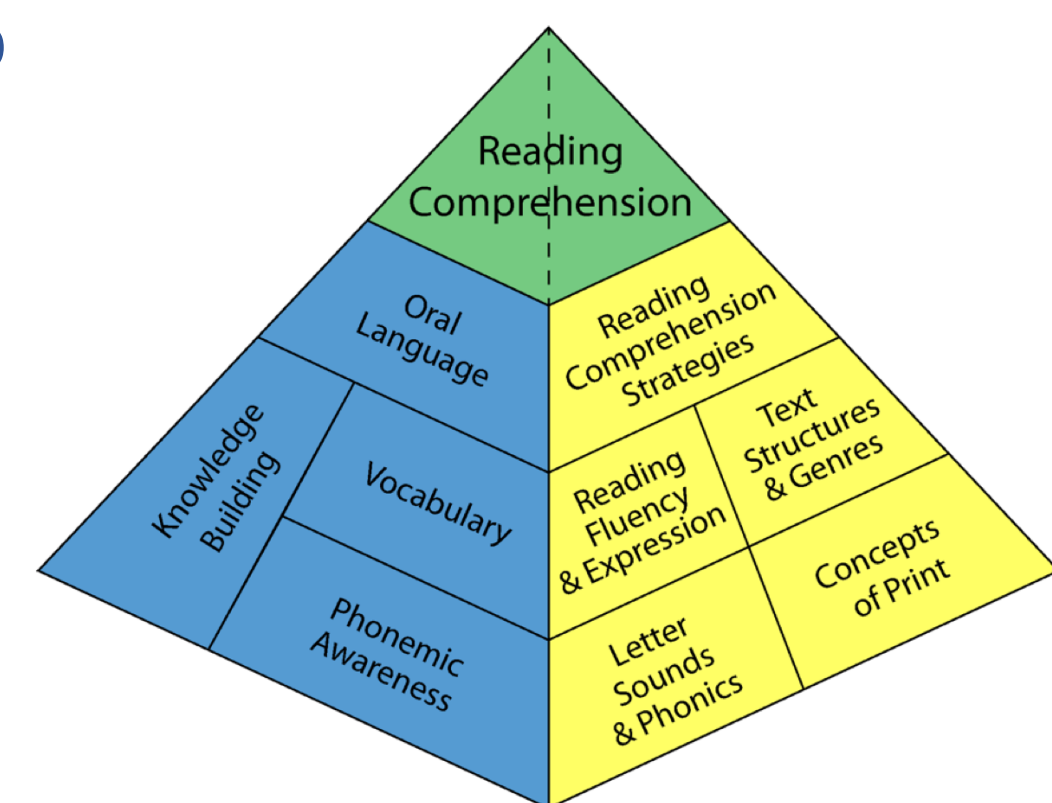 )
Reading
Comprehension
Oral
Language
Reading
Comprehension
Strategies
Knowledge
Building
Vocabulary
Reading
Fluency
& Expression
Text
Structures
& Genres
Phonemic
Awareness
Letter
Sounds
& Phonics
Concepts
of Print